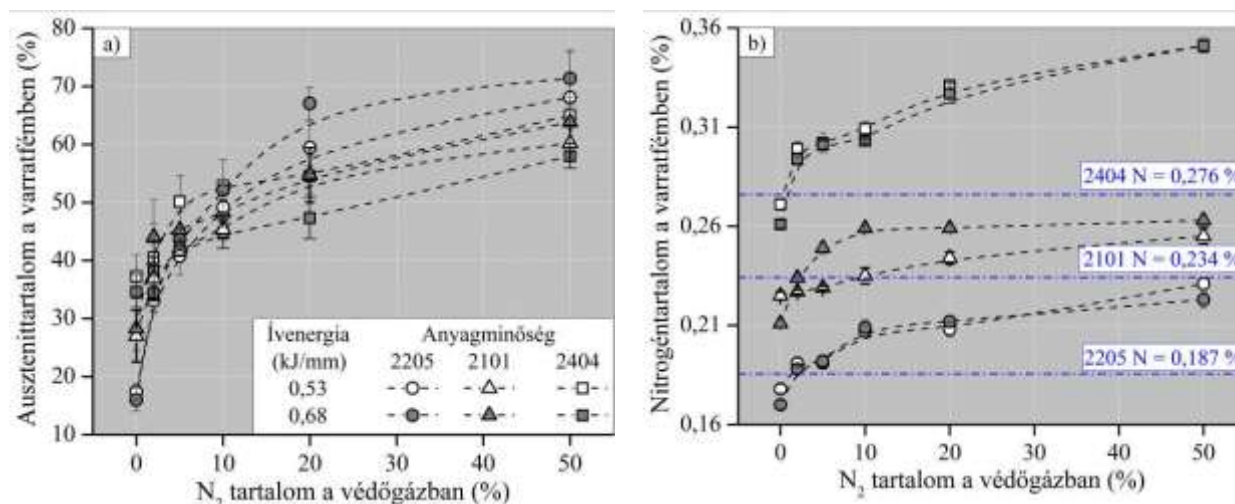 a)
Ausztenittartalom a varratfémben (%)
80
70
60
50
40
30
20
10
Ívenergia Anyagminőség
(kJ/mm) 2205 2101 2404
0,53
0,68
0 10 20 30 40 50
N₂ tartalom a védőgázban (%)
b)
Nitrogéntartalom a varratfémben (%)
0,36
0,31
0,26
0,21
0,16
2404 N = 0,276 %
2101 N = 0,234 %
2205 N = 0,187 %
0 10 20 30 40 50
N₂ tartalom a védőgázban (%)